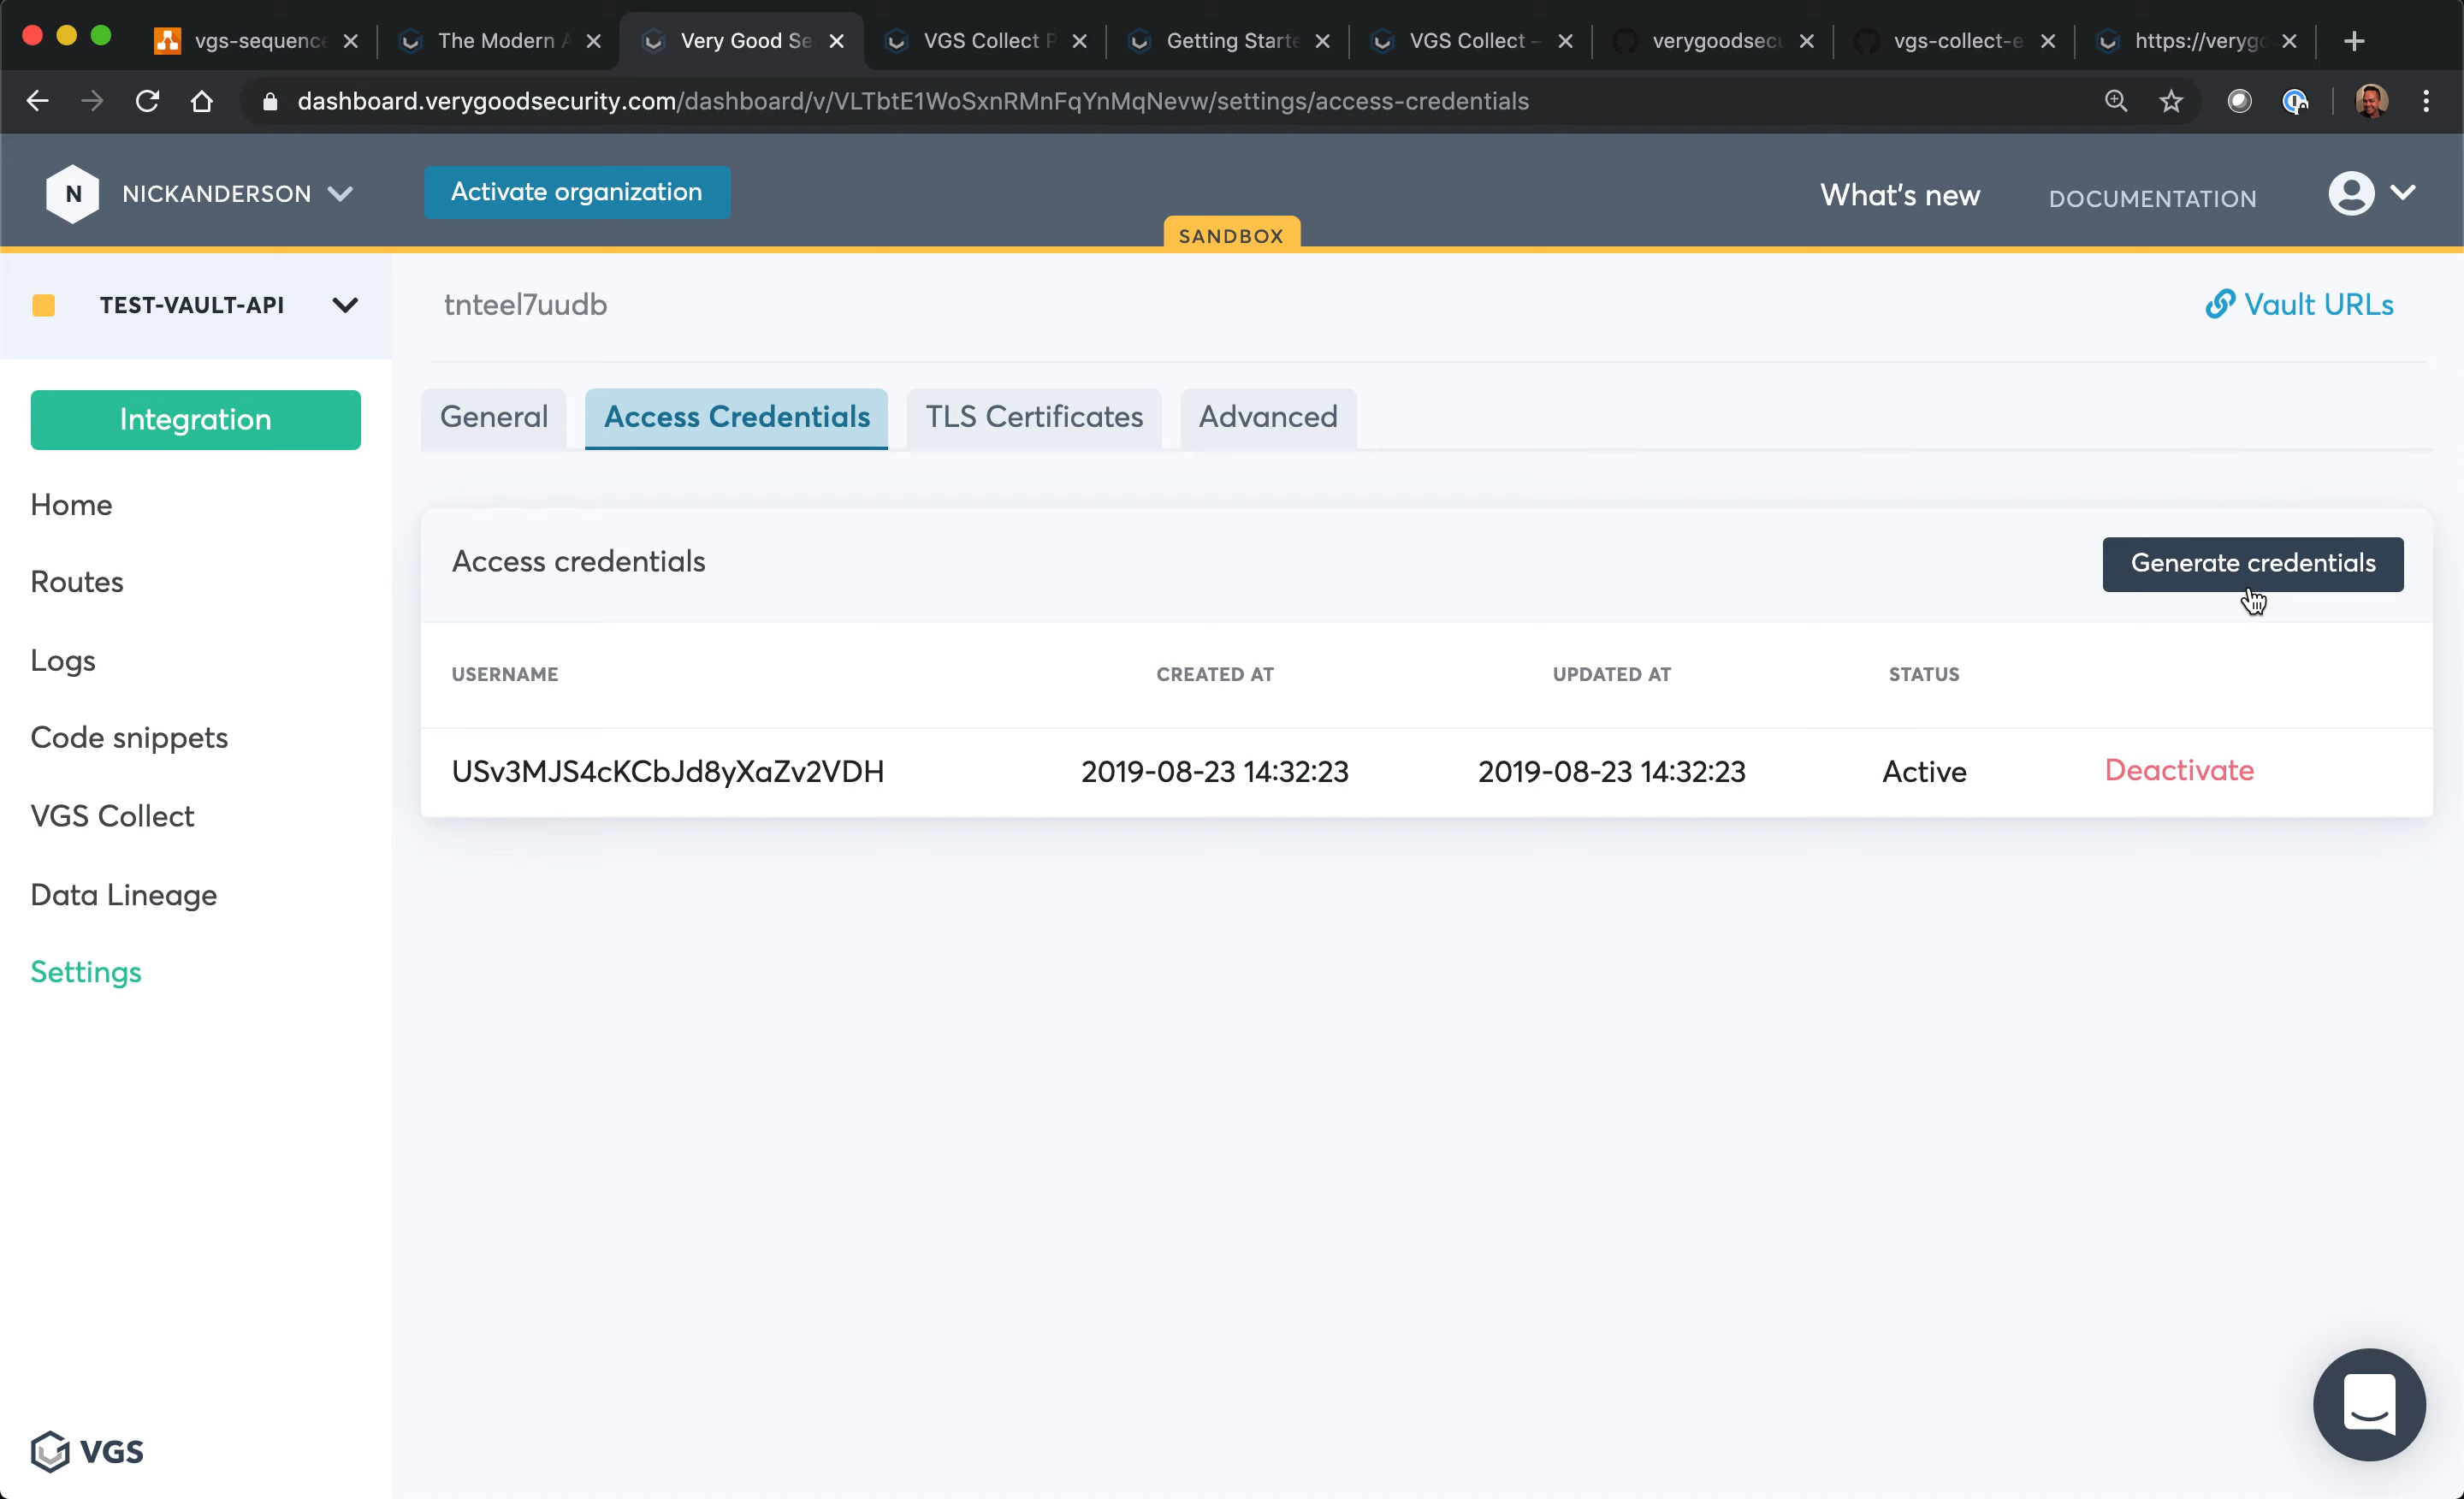 vgs-sequence
The Modern A
Very Good Se
VGS Collect P
Getting Starte
VGS Collect –
verygoodsecu
vgs-collect-e
https://verygo
dashboard.verygoodsecurity.com/dashboard/v/VLTbtE1WoSxnRMnFqYnMqNevw/settings/access-credentials
N
NICKANDERSON
Activate organization
What's new
DOCUMENTATION
SANDBOX
TEST-VAULT-API
tnteel7uudb
Vault URLs
Integration
General
Access Credentials
TLS Certificates
Advanced
Home
Routes
Logs
Code snippets
VGS Collect
Data Lineage
Settings
Access credentials
Generate credentials
USERNAME
CREATED AT
UPDATED AT
STATUS
USv3MJS4cKCbJd8yXaZv2VDH
2019-08-23 14:32:23
2019-08-23 14:32:23
Active
Deactivate
VGS